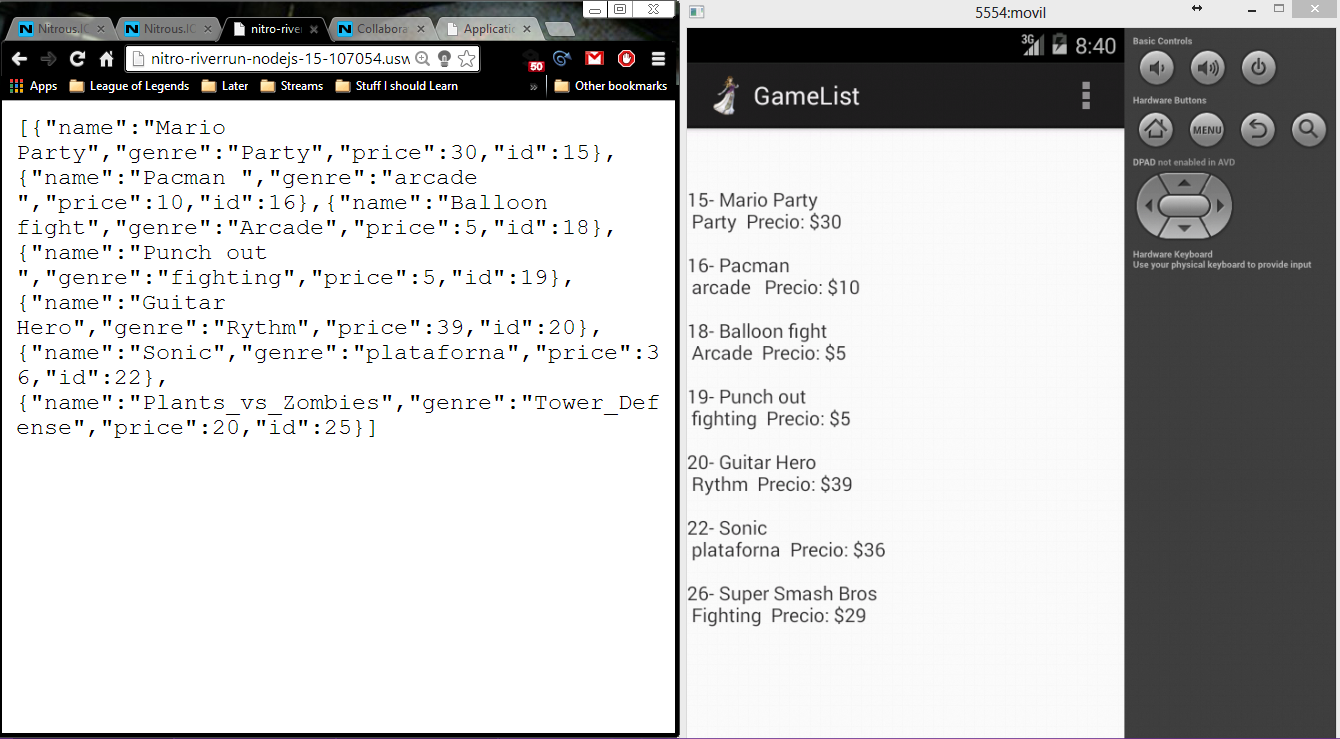 Nitrous.IO
Nitrous.IO
nitro-river
Collabora
Applicatio
nitro-riverrun-nodejs-15-107054.usw
50
Apps
League of Legends
Later
Streams
Stuff I should Learn
»
Other bookmarks
[{"name":"Mario
Party","genre":"Party","price":30,"id":15},
{"name":"Pacman ","genre":"arcade
","price":10,"id":16},{"name":"Balloon
fight","genre":"Arcade","price":5,"id":18},
{"name":"Punch out
","genre":"fighting","price":5,"id":19},
{"name":"Guitar
Hero","genre":"Rythm","price":39,"id":20},
{"name":"Sonic","genre":"plataforna","price":3
6,"id":22},
{"name":"Plants_vs_Zombies","genre":"Tower_Def
ense","price":20,"id":25}]
5554:movil
3G 8:40
GameList
15- Mario Party
Party Precio: $30
16- Pacman
arcade Precio: $10
18- Balloon fight
Arcade Precio: $5
19- Punch out
fighting Precio: $5
20- Guitar Hero
Rythm Precio: $39
22- Sonic
plataforna Precio: $36
26- Super Smash Bros
Fighting Precio: $29
Basic Controls
Hardware Buttons
MENU
DPAD not enabled in AVD
Hardware Keyboard
Use your physical keyboard to provide input